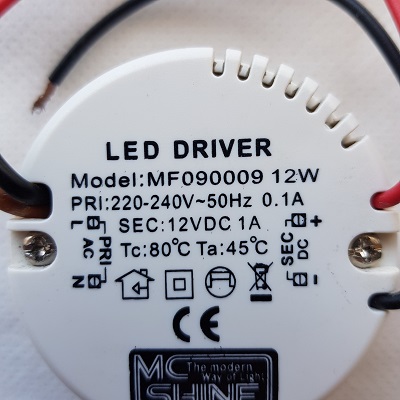 LED DRIVER
Model:MF090009 12W
PRI:220-240V~50Hz 0.1A
SEC:12VDC 1A
Tc:80℃ Ta:45℃
L
N
PRI
AC
SEC
DC
+
-
CE
MC
The modern
Way of Light
SHINE